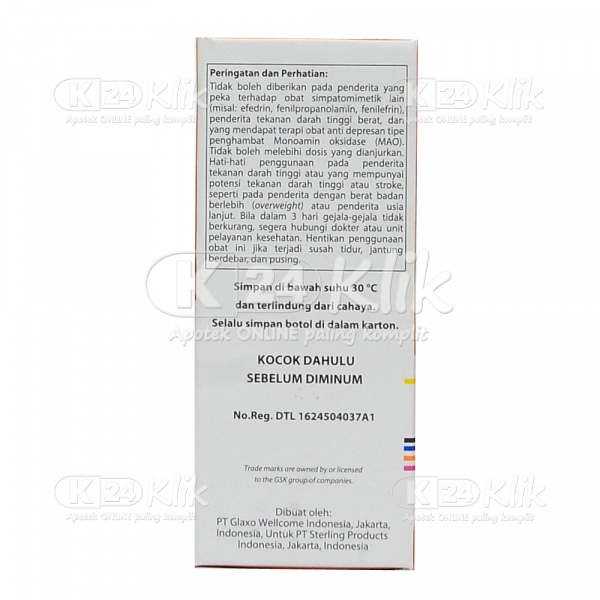 Peringatan dan Perhatian:
Tidak boleh diberikan pada penderita yang
peka terhadap obat simpatomimetik lain
(misal: efedrin, fenilpropanolamin, fenilefrin),
penderita tekanan darah tinggi berat, dan
yang mendapat terapi obat anti depresan tipe
penghambat Monoamin oksidase (MAO).
Tidak boleh melebihi dosis yang dianjurkan.
Hati-hati penggunaan pada penderita
tekanan darah tinggi atau yang mempunyai
potensi tekanan darah tinggi atau stroke,
seperti pada penderita dengan berat badan
berlebih (overweight) atau penderita usia
lanjut. Bila dalam 3 hari gejala-gejala tidak
berkurang, segera hubungi dokter atau unit
pelayanan kesehatan. Hentikan penggunaan
obat ini jika terjadi susah tidur, jantung
berdebar, dan pusing.
Simpan di bawah suhu 30 °C
dan terlindung dari cahaya.
Selalu simpan botol di dalam karton.
KOCOK DAHULU
SEBELUM DIMINUM
No.Reg. DTL 1624504037A1
Trade marks are owned by or licensed
to the GSK group of companies.
Dibuat oleh:
PT Glaxo Wellcome Indonesia, Jakarta,
Indonesia, Untuk PT Sterling Products
Indonesia, Jakarta, Indonesia
K 24 Klik
Apotek ONLINE paling komplit